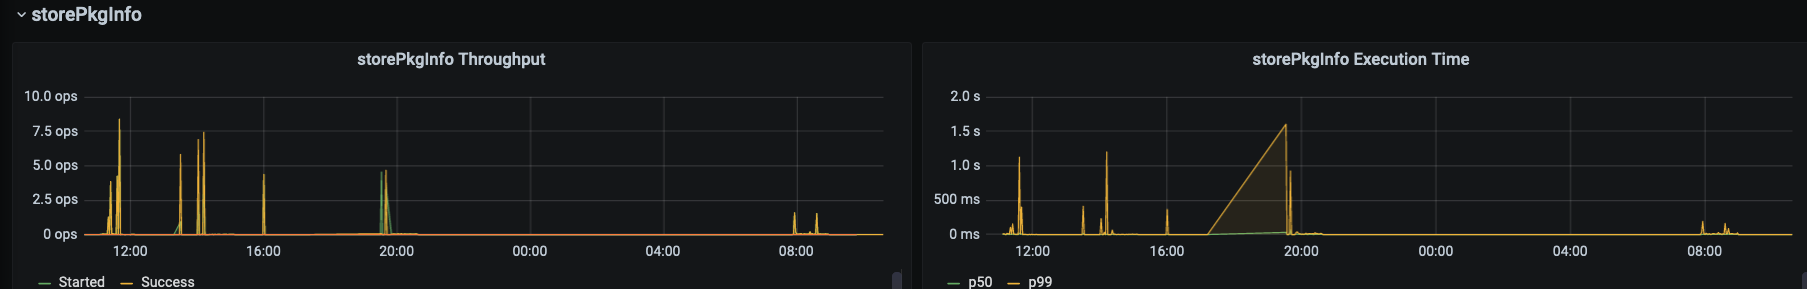 storePkgInfo
storePkgInfo Throughput
10.0 ops
7.5 ops
5.0 ops
2.5 ops
0 ops
12:00 16:00 20:00 00:00 04:00 08:00
Started Success
storePkgInfo Execution Time
2.0 s
1.5 s
1.0 s
500 ms
0 ms
12:00 16:00 20:00 00:00 04:00 08:00
p50 p99